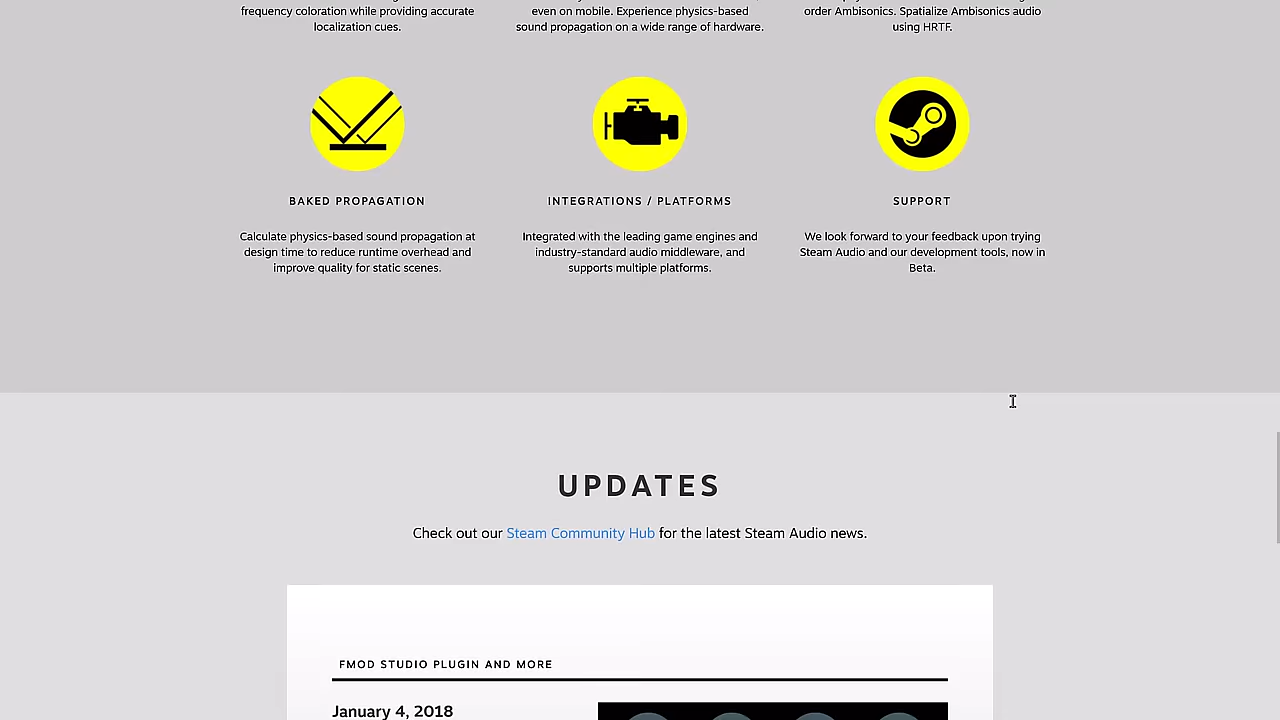 frequency coloration while providing accurate
localization cues.
even on mobile. Experience physics-based
sound propagation on a wide range of hardware.
order Ambisonics. Spatialize Ambisonics audio
using HRTF.
BAKED PROPAGATION
Calculate physics-based sound propagation at
design time to reduce runtime overhead and
improve quality for static scenes.
INTEGRATIONS / PLATFORMS
Integrated with the leading game engines and
industry-standard audio middleware, and
supports multiple platforms.
SUPPORT
We look forward to your feedback upon trying
Steam Audio and our development tools, now in
Beta.
UPDATES
Check out our Steam Community Hub for the latest Steam Audio news.
FMOD STUDIO PLUGIN AND MORE
January 4, 2018